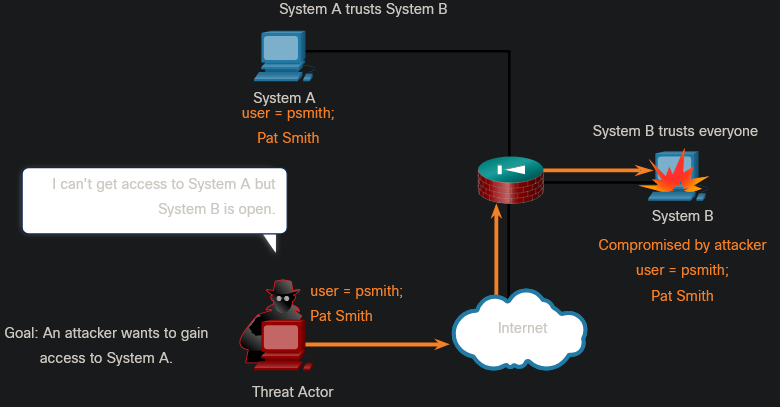 System A trusts System B
System A
user = psmith;
Pat Smith
System B trusts everyone
I can't get access to System A but
System B is open.
System B
Compromised by attacker
user = psmith;
Pat Smith
user = psmith;
Pat Smith
Goal: An attacker wants to gain
access to System A.
Internet
Threat Actor